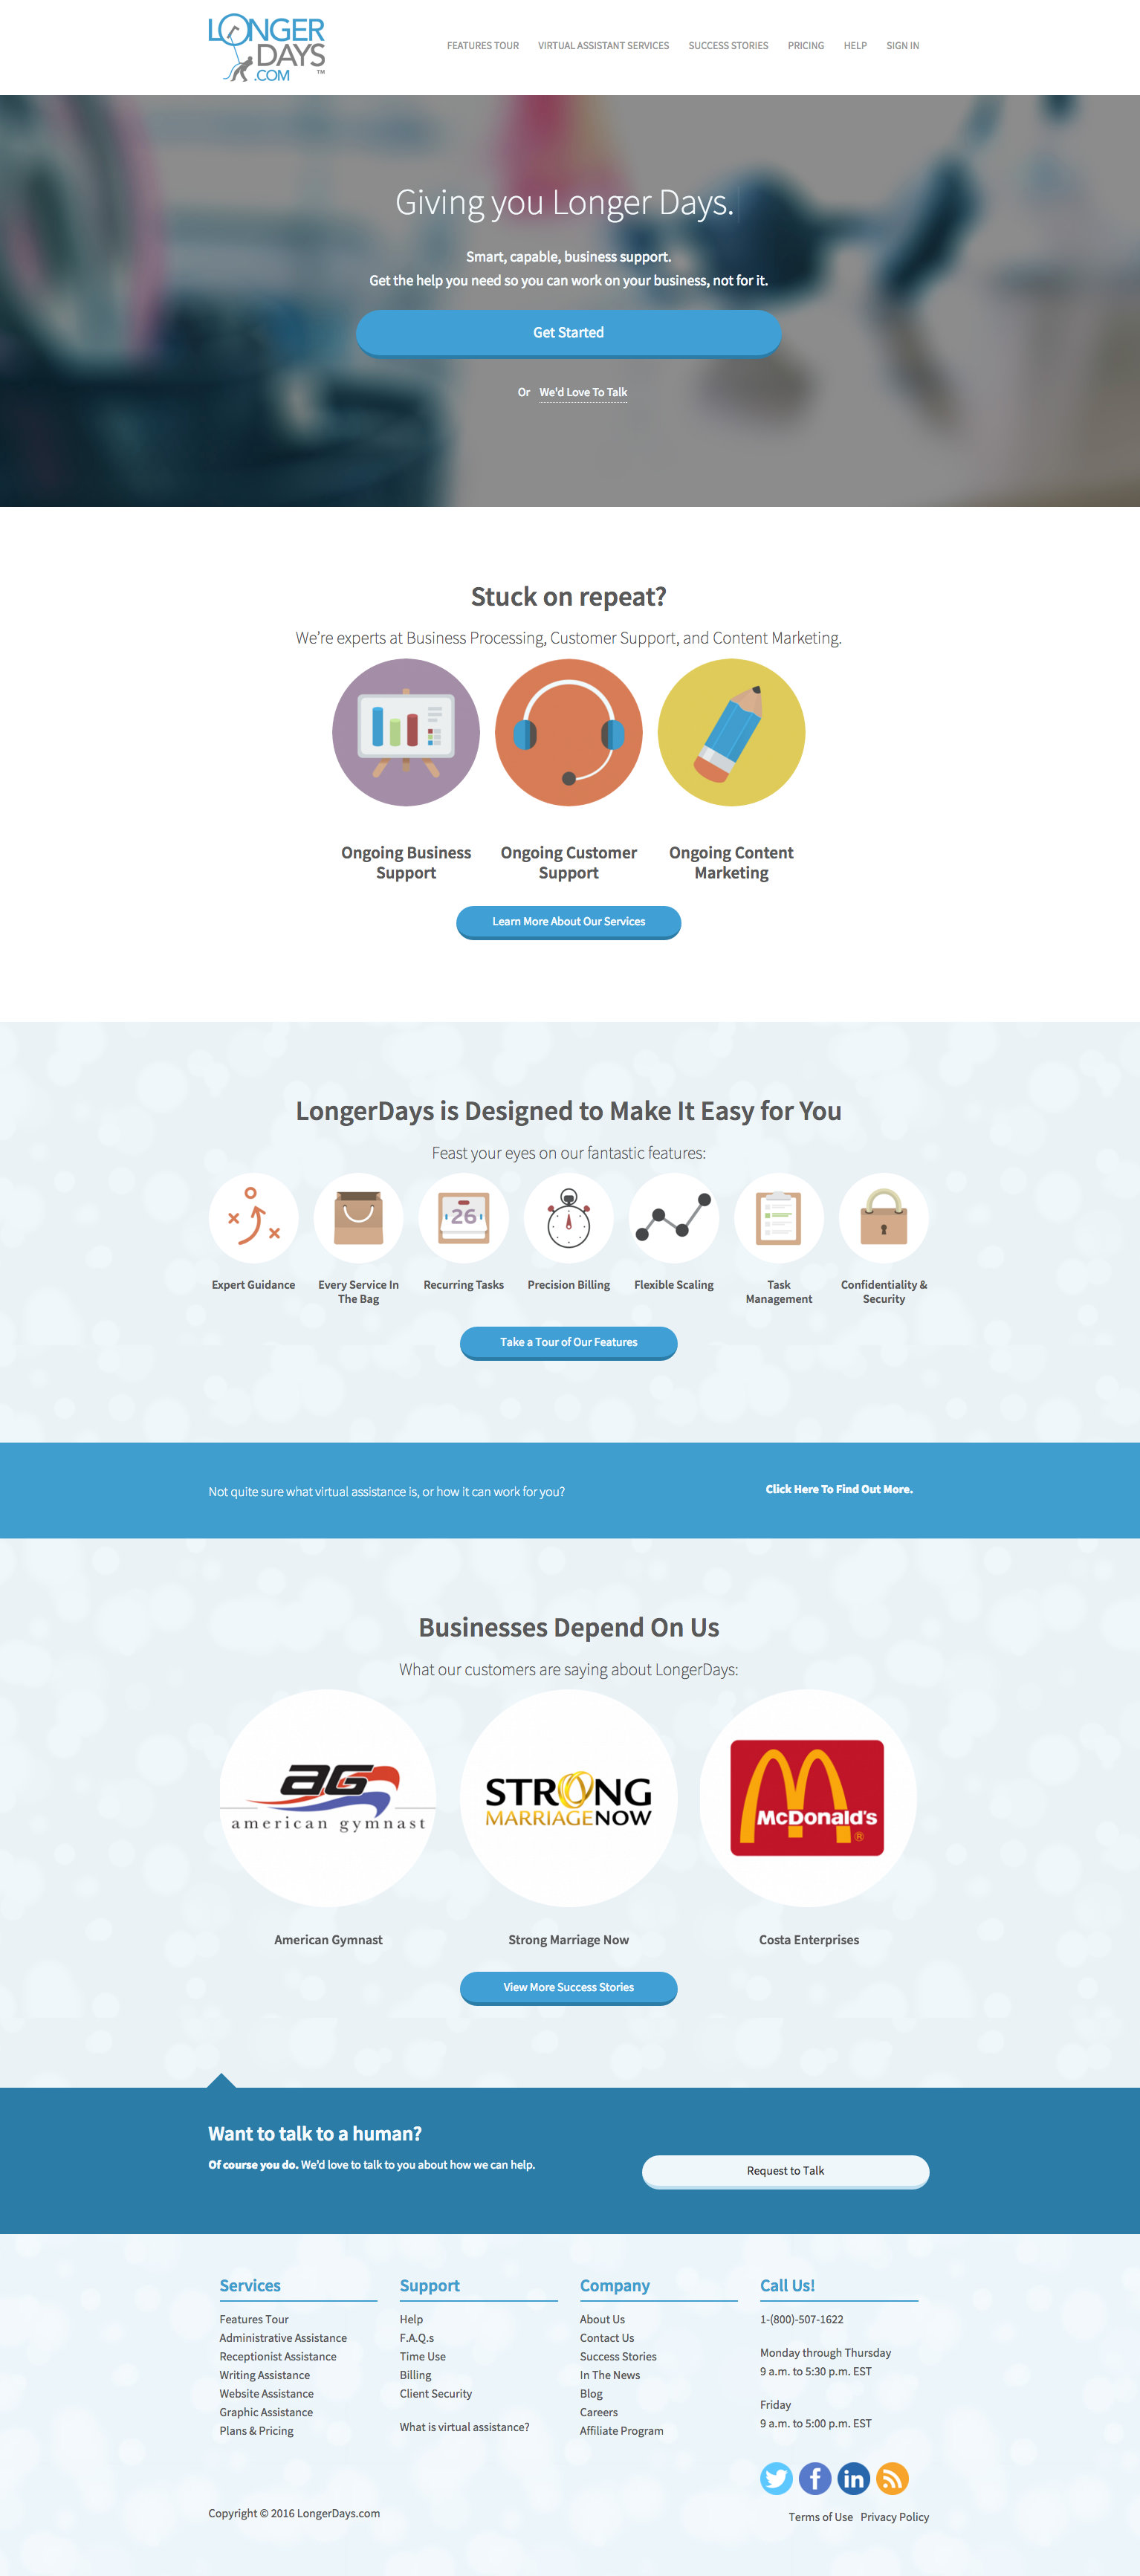 LONGER
DAYS
.COM ™
FEATURES TOUR VIRTUAL ASSISTANT SERVICES SUCCESS STORIES PRICING HELP SIGN IN
Giving you Longer Days.
Smart, capable, business support.
Get the help you need so you can work on your business, not for it.
Get Started
Or We'd Love To Talk
Stuck on repeat?
We're experts at Business Processing, Customer Support, and Content Marketing.
Ongoing Business Support
Ongoing Customer Support
Ongoing Content Marketing
Learn More About Our Services
LongerDays is Designed to Make It Easy for You
Feast your eyes on our fantastic features:
26
Expert Guidance
Every Service In The Bag
Recurring Tasks
Precision Billing
Flexible Scaling
Task Management
Confidentiality & Security
Take a Tour of Our Features
Not quite sure what virtual assistance is, or how it can work for you?
Click Here To Find Out More.
Businesses Depend On Us
What our customers are saying about LongerDays:
AG
american gymnast
STRONG
MARRIAGENOW
McDonald's
®
American Gymnast
Strong Marriage Now
Costa Enterprises
View More Success Stories
Want to talk to a human?
Of course you do. We'd love to talk to you about how we can help.
Request to Talk
Services
Features Tour
Administrative Assistance
Receptionist Assistance
Writing Assistance
Website Assistance
Graphic Assistance
Plans & Pricing
Support
Help
F.A.Q.s
Time Use
Billing
Client Security
What is virtual assistance?
Company
About Us
Contact Us
Success Stories
In The News
Blog
Careers
Affiliate Program
Call Us!
1-(800)-507-1622
Monday through Thursday
9 a.m. to 5:30 p.m. EST
Friday
9 a.m. to 5:00 p.m. EST
f
in
Copyright © 2016 LongerDays.com
Terms of Use Privacy Policy